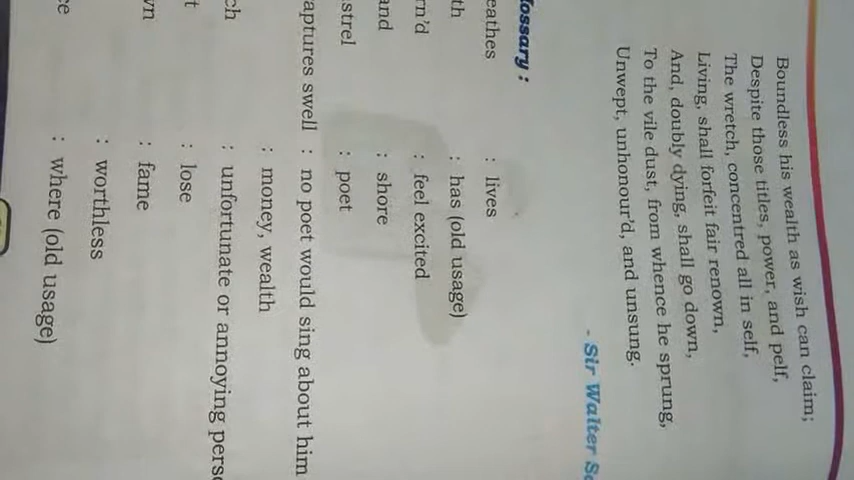 Boundless his wealth as wish can claim;
Despite those titles, power, and pelf,
The wretch, concentred all in self,
Living, shall forfeit fair renown,
And, doubly dying, shall go down,
To the vile dust, from whence he sprung,
Unwept, unhonour'd, and unsung.
- Sir Walter Sc
lossary :
eathes : lives
th : has (old usage)
rn'd : feel excited
and : shore
strel : poet
aptures swell : no poet would sing about him
: money, wealth
ch : unfortunate or annoying pers
t : lose
vn : fame
: worthless
ce : where (old usage)